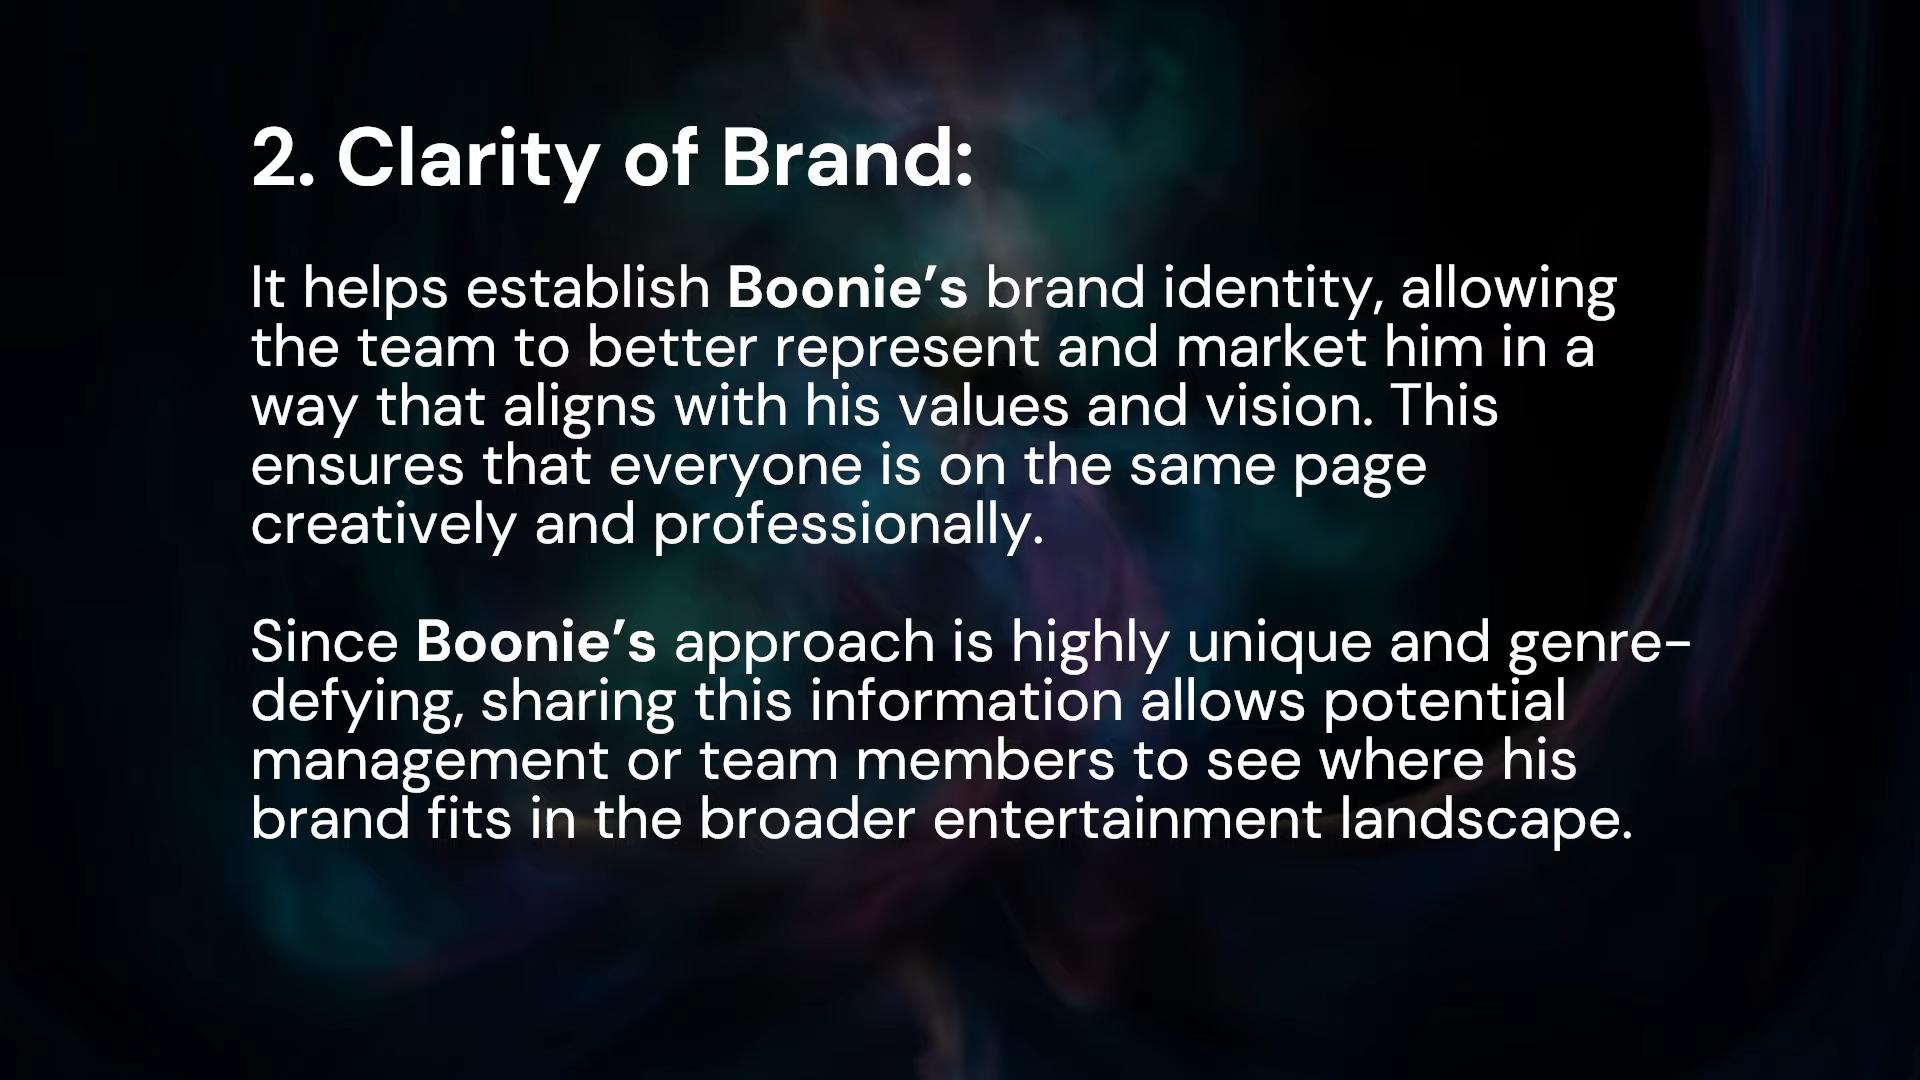 2. Clarity of Brand:
It helps establish Boonie’s brand identity, allowing
the team to better represent and market him in a
way that aligns with his values and vision. This
ensures that everyone is on the same page
creatively and professionally.
Since Boonie’s approach is highly unique and genre-
defying, sharing this information allows potential
management or team members to see where his
brand fits in the broader entertainment landscape.